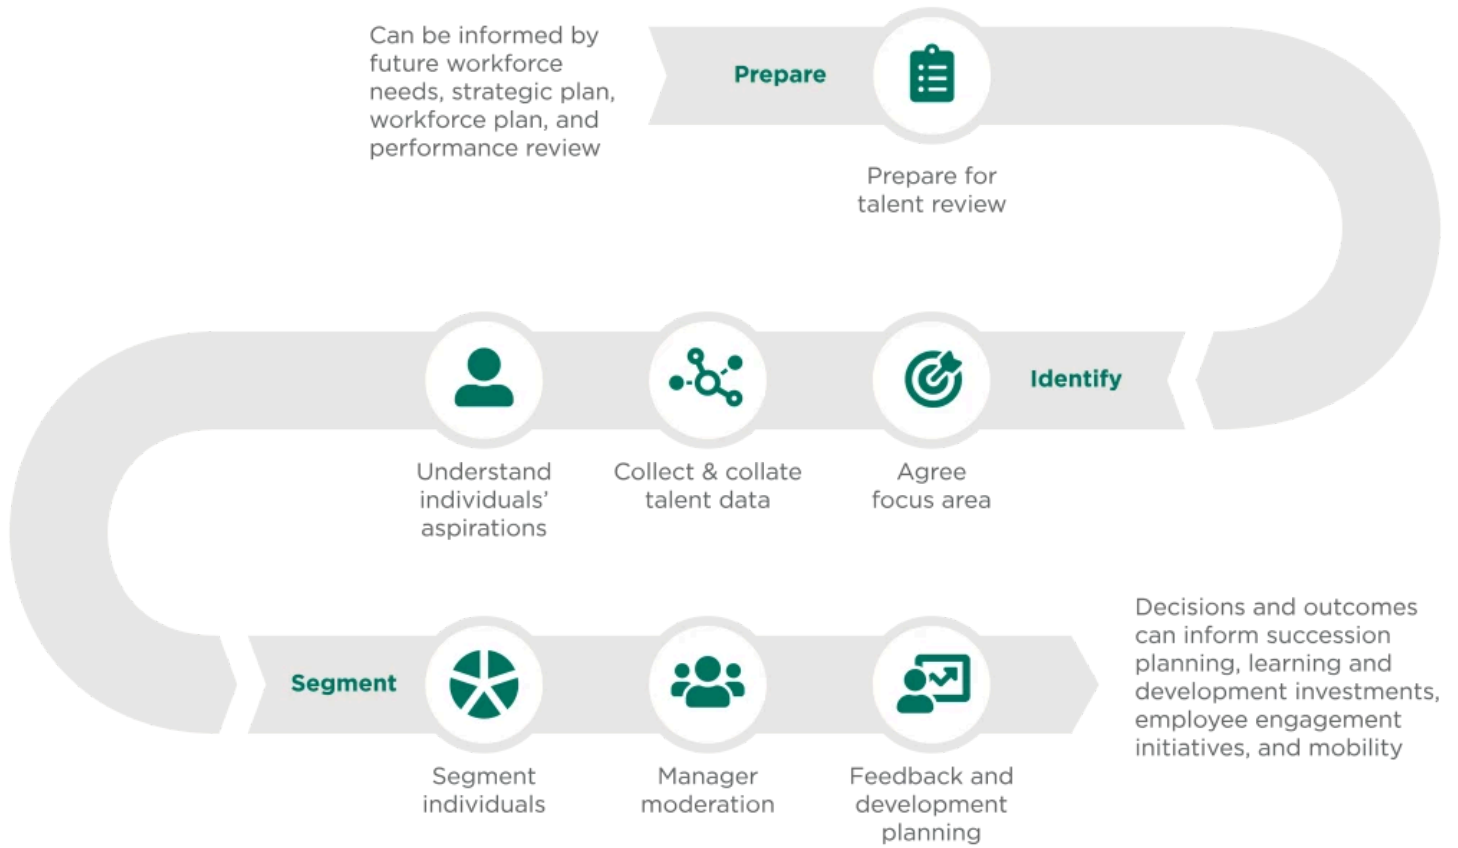 Can be informed by
future workforce
needs, strategic plan,
workforce plan, and
performance review
Prepare
Prepare for
talent review
Identify
Agree
focus area
Collect & collate
talent data
Understand
individuals’
aspirations
Segment
Segment
individuals
Manager
moderation
Feedback and
development
planning
Decisions and outcomes
can inform succession
planning, learning and
development investments,
employee engagement
initiatives, and mobility